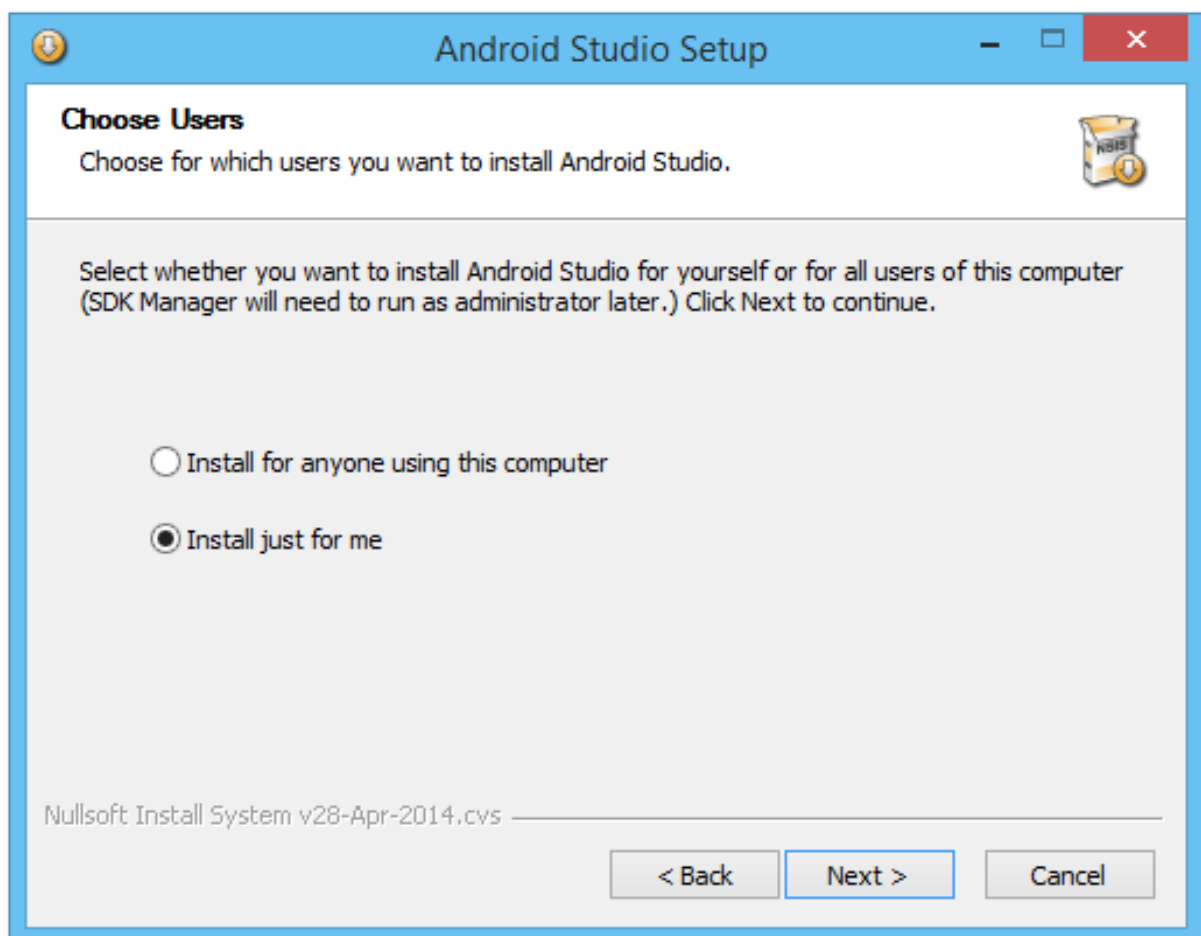 Android Studio Setup
Choose Users
Choose for which users you want to install Android Studio.
NSIS
Select whether you want to install Android Studio for yourself or for all users of this computer
(SDK Manager will need to run as administrator later.) Click Next to continue.
Install for anyone using this computer
Install just for me
Nullsoft Install System v28-Apr-2014.cvs
< Back
Next >
Cancel